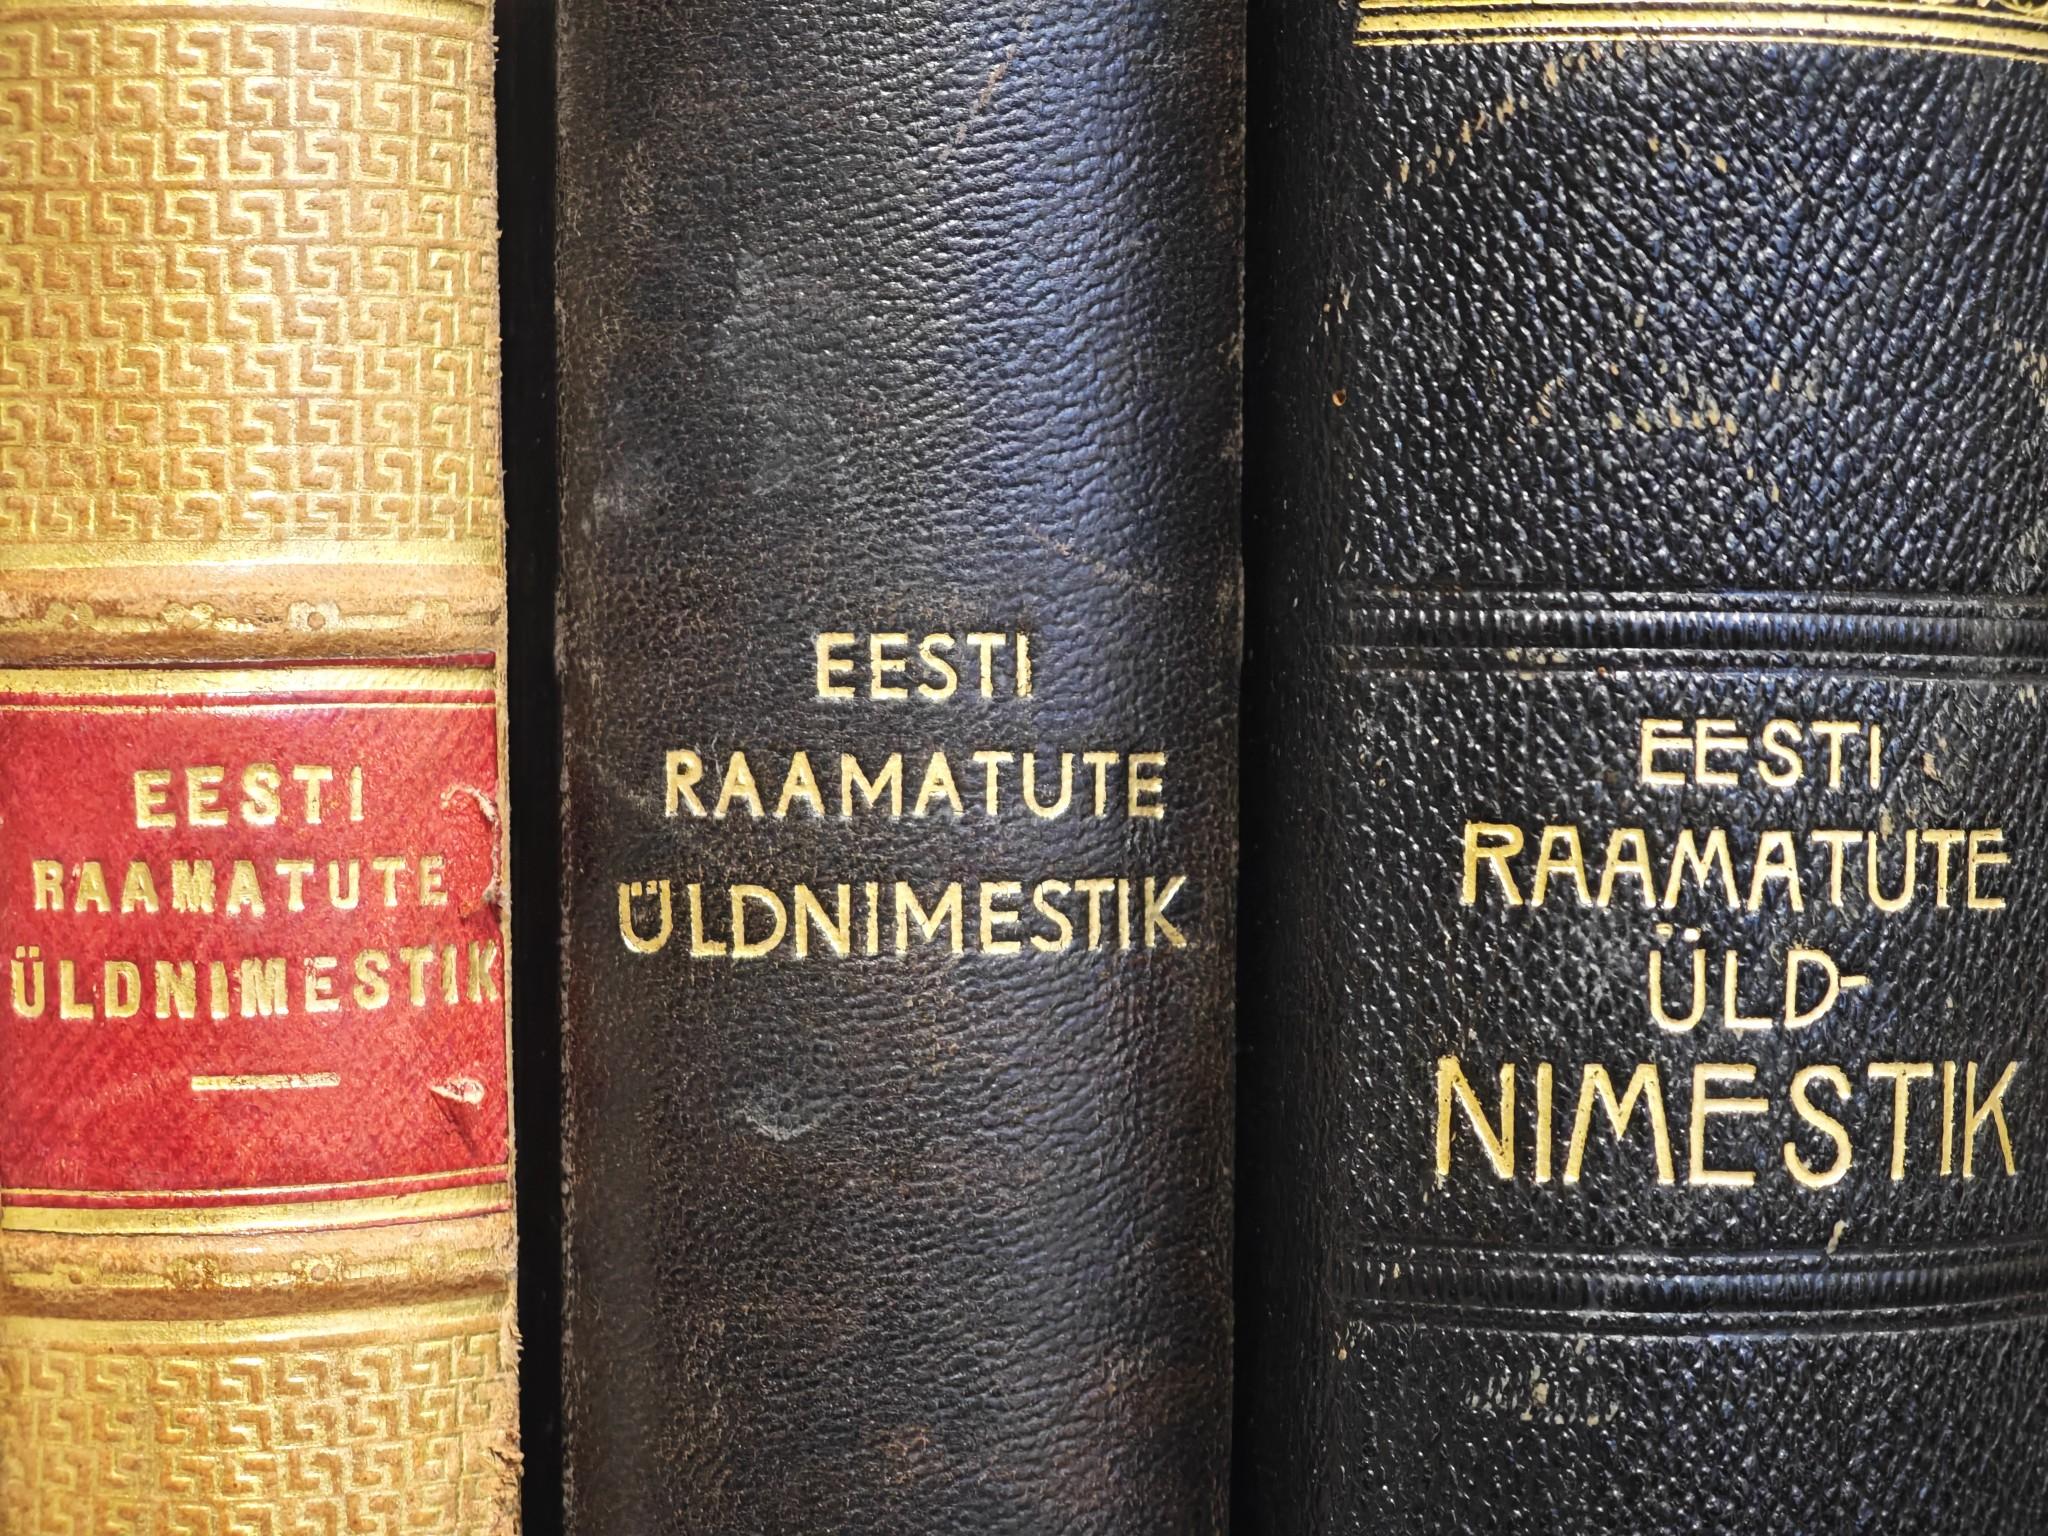 EESTI
RAAMATUTE
ÜLDNIMESTIK
EESTI
RAAMATUTE
ÜLDNIMESTIK
EESTI
RAAMATUTE
ÜLD-
NIMESTIK